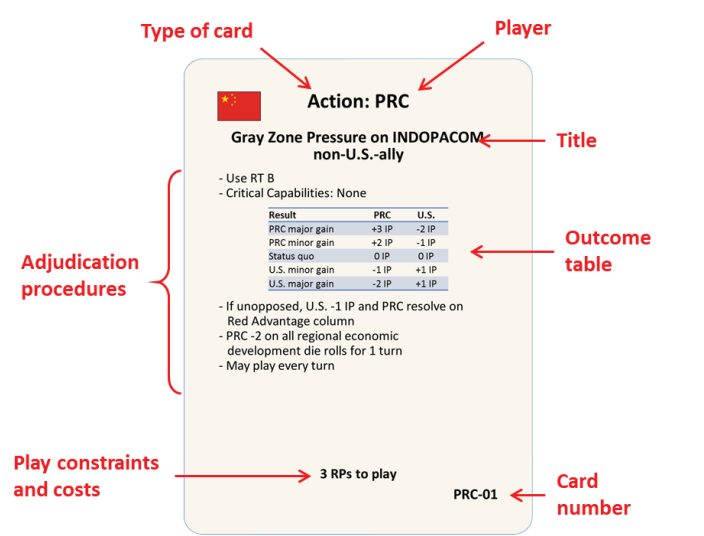 Type of card
Player
Action: PRC
Gray Zone Pressure on INDOPACOM
non-U.S.-ally
Title
- Use RT B
- Critical Capabilities: None
Result PRC U.S.
PRC major gain +3 IP -2 IP
PRC minor gain +2 IP -1 IP
Status quo 0 IP 0 IP
U.S. minor gain -1 IP +1 IP
U.S. major gain -2 IP +1 IP
Outcome
table
Adjudication
procedures
- If unopposed, U.S. -1 IP and PRC resolve on
Red Advantage column
- PRC -2 on all regional economic
development die rolls for 1 turn
- May play every turn
Play constraints
and costs
3 RPs to play
PRC-01
Card
number